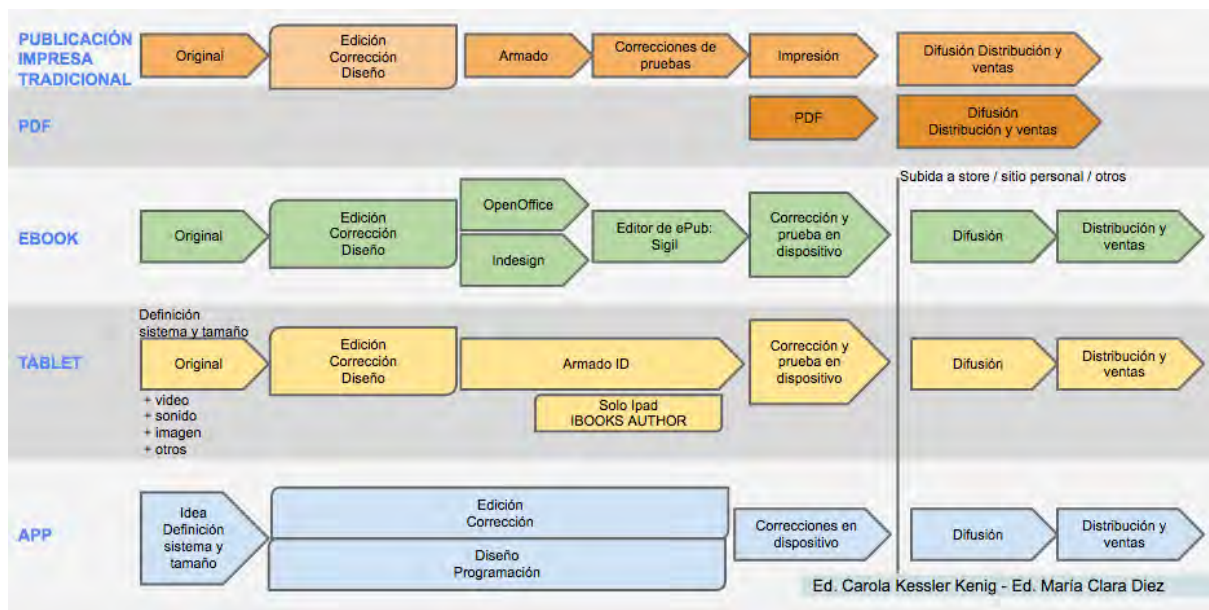 PUBLICACIÓN
IMPRESA
TRADICIONAL
Original
Edición
Corrección
Diseño
Armado
Correcciones de
pruebas
Impresión
Difusión Distribución y
ventas
PDF
PDF
Difusión
Distribución y ventas
Subida a store / sitio personal / otros
EBOOK
Original
Edición
Corrección
Diseño
OpenOffice
Indesign
Editor de ePub:
Sigil
Corrección y
prueba en
dispositivo
Difusión
Distribución y
ventas
TABLET
Definición
sistema y tamaño
Original
+ video
+ sonido
+ imagen
+ otros
Edición
Corrección
Diseño
Armado ID
Solo Ipad
IBOOKS AUTHOR
Corrección y
prueba en
dispositivo
Difusión
Distribución y
ventas
APP
Idea
Definición
sistema y
tamaño
Edición
Corrección
Diseño
Programación
Correcciones en
dispositivo
Difusión
Distribución y
ventas
Ed. Carola Kessler Kenig - Ed. María Clara Diez